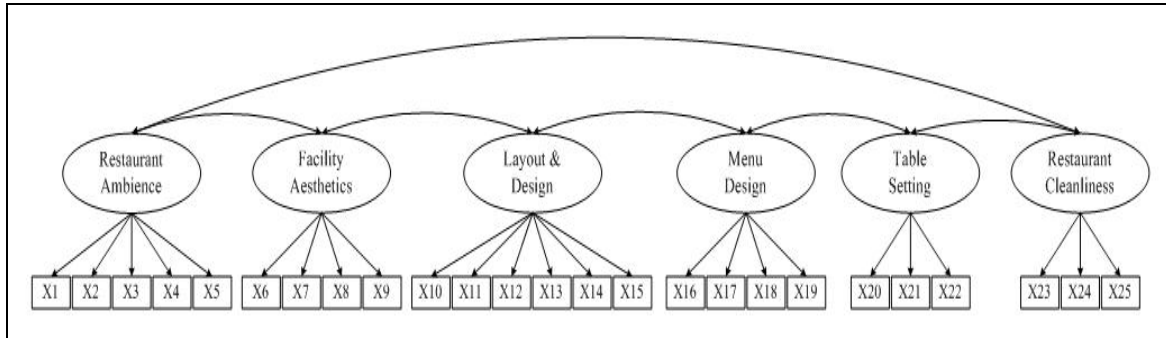 Restaurant
Ambience
Facility
Aesthetics
Layout &
Design
Menu
Design
Table
Setting
Restaurant
Cleanliness
X1 X2 X3 X4 X5 X6 X7 X8 X9 X10 X11 X12 X13 X14 X15 X16 X17 X18 X19 X20 X21 X22 X23 X24 X25